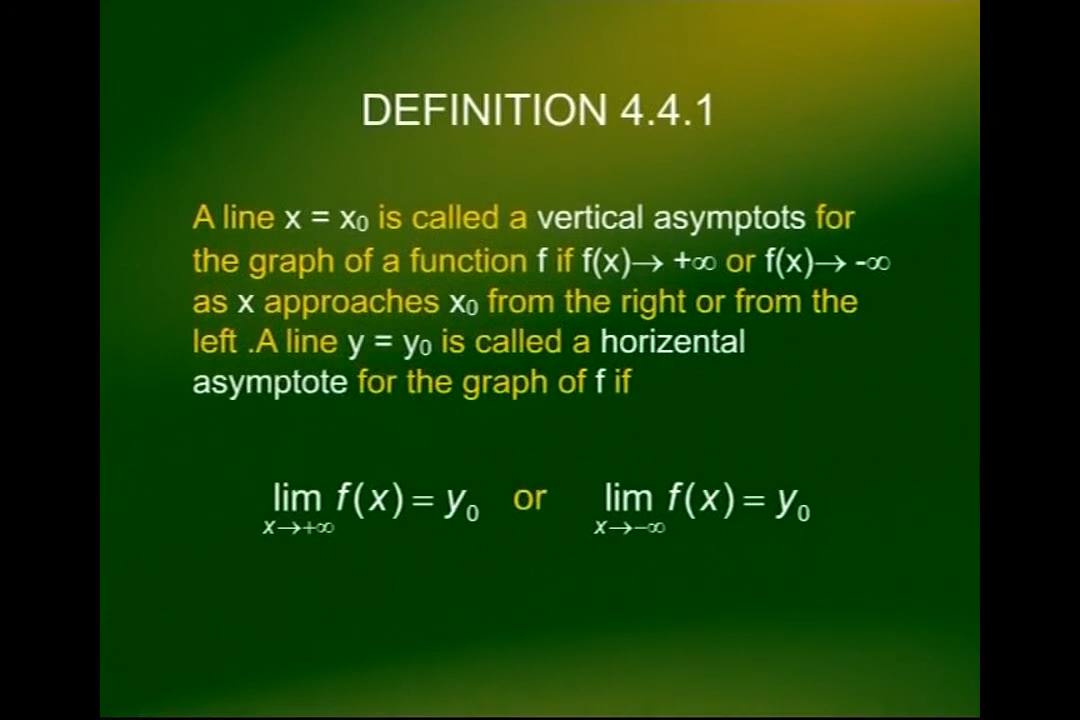 DEFINITION 4.4.1
A line x = x₀ is called a vertical asymptots for
the graph of a function f if f(x)→ +∞ or f(x)→ -∞
as x approaches x₀ from the right or from the
left .A line y = y₀ is called a horizental
asymptote for the graph of f if
lim f(x) = y₀ or lim f(x) = y₀
x→+∞ x→−∞